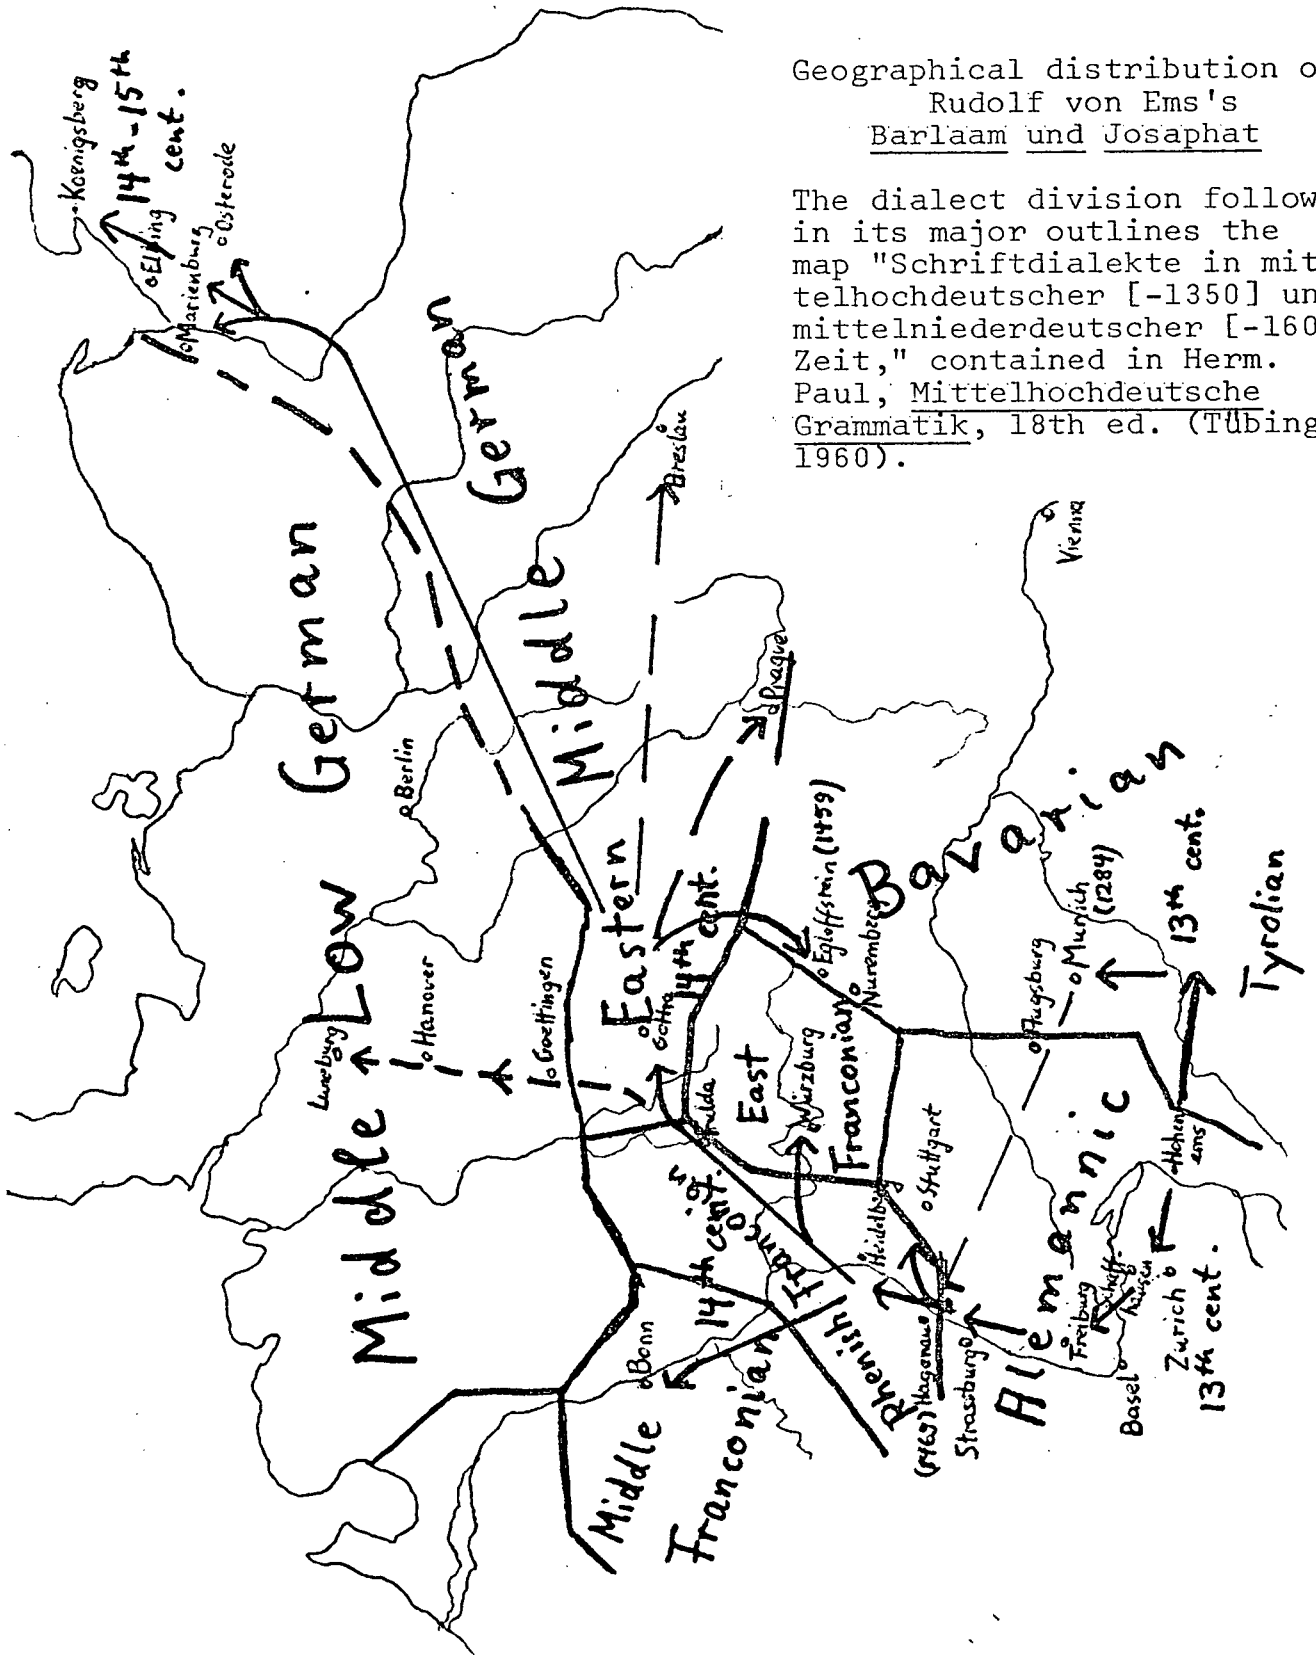 Geographical distribution o
Rudolf von Ems's
Barlaam und Josaphat
The dialect division follow
in its major outlines the
map "Schriftdialekte in mit
telhochdeutscher [-1350] un
mittelniederdeutscher [-160
Zeit," contained in Herm.
Paul, Mittelhochdeutsche
Grammatik, 18th ed. (Tübing
1960).
Koenigsberg
14th-15th
cent.
Elbing
Marienburg
Osterode
Middle Low German
Luneburg
Hanover
Berlin
Goettingen
Eastern Middle German
Breslau
Prague
Gotha
14th cent.
Fulda
East
Franconian
Würzburg
Egloffstein (1459)
Nuremberg
Middle
Franconian
Bonn
14th cent.
Rhenish Franconian
Heidelberg
Stuttgart
Hagenau
Strassburg
Alemannic
Freiburg
Schaff-
hausen
Basel
Zurich
13th cent.
Hohen
ems
Augsburg
Munich
(1284)
13th cent.
Bavarian
Vienna
Tyrolian